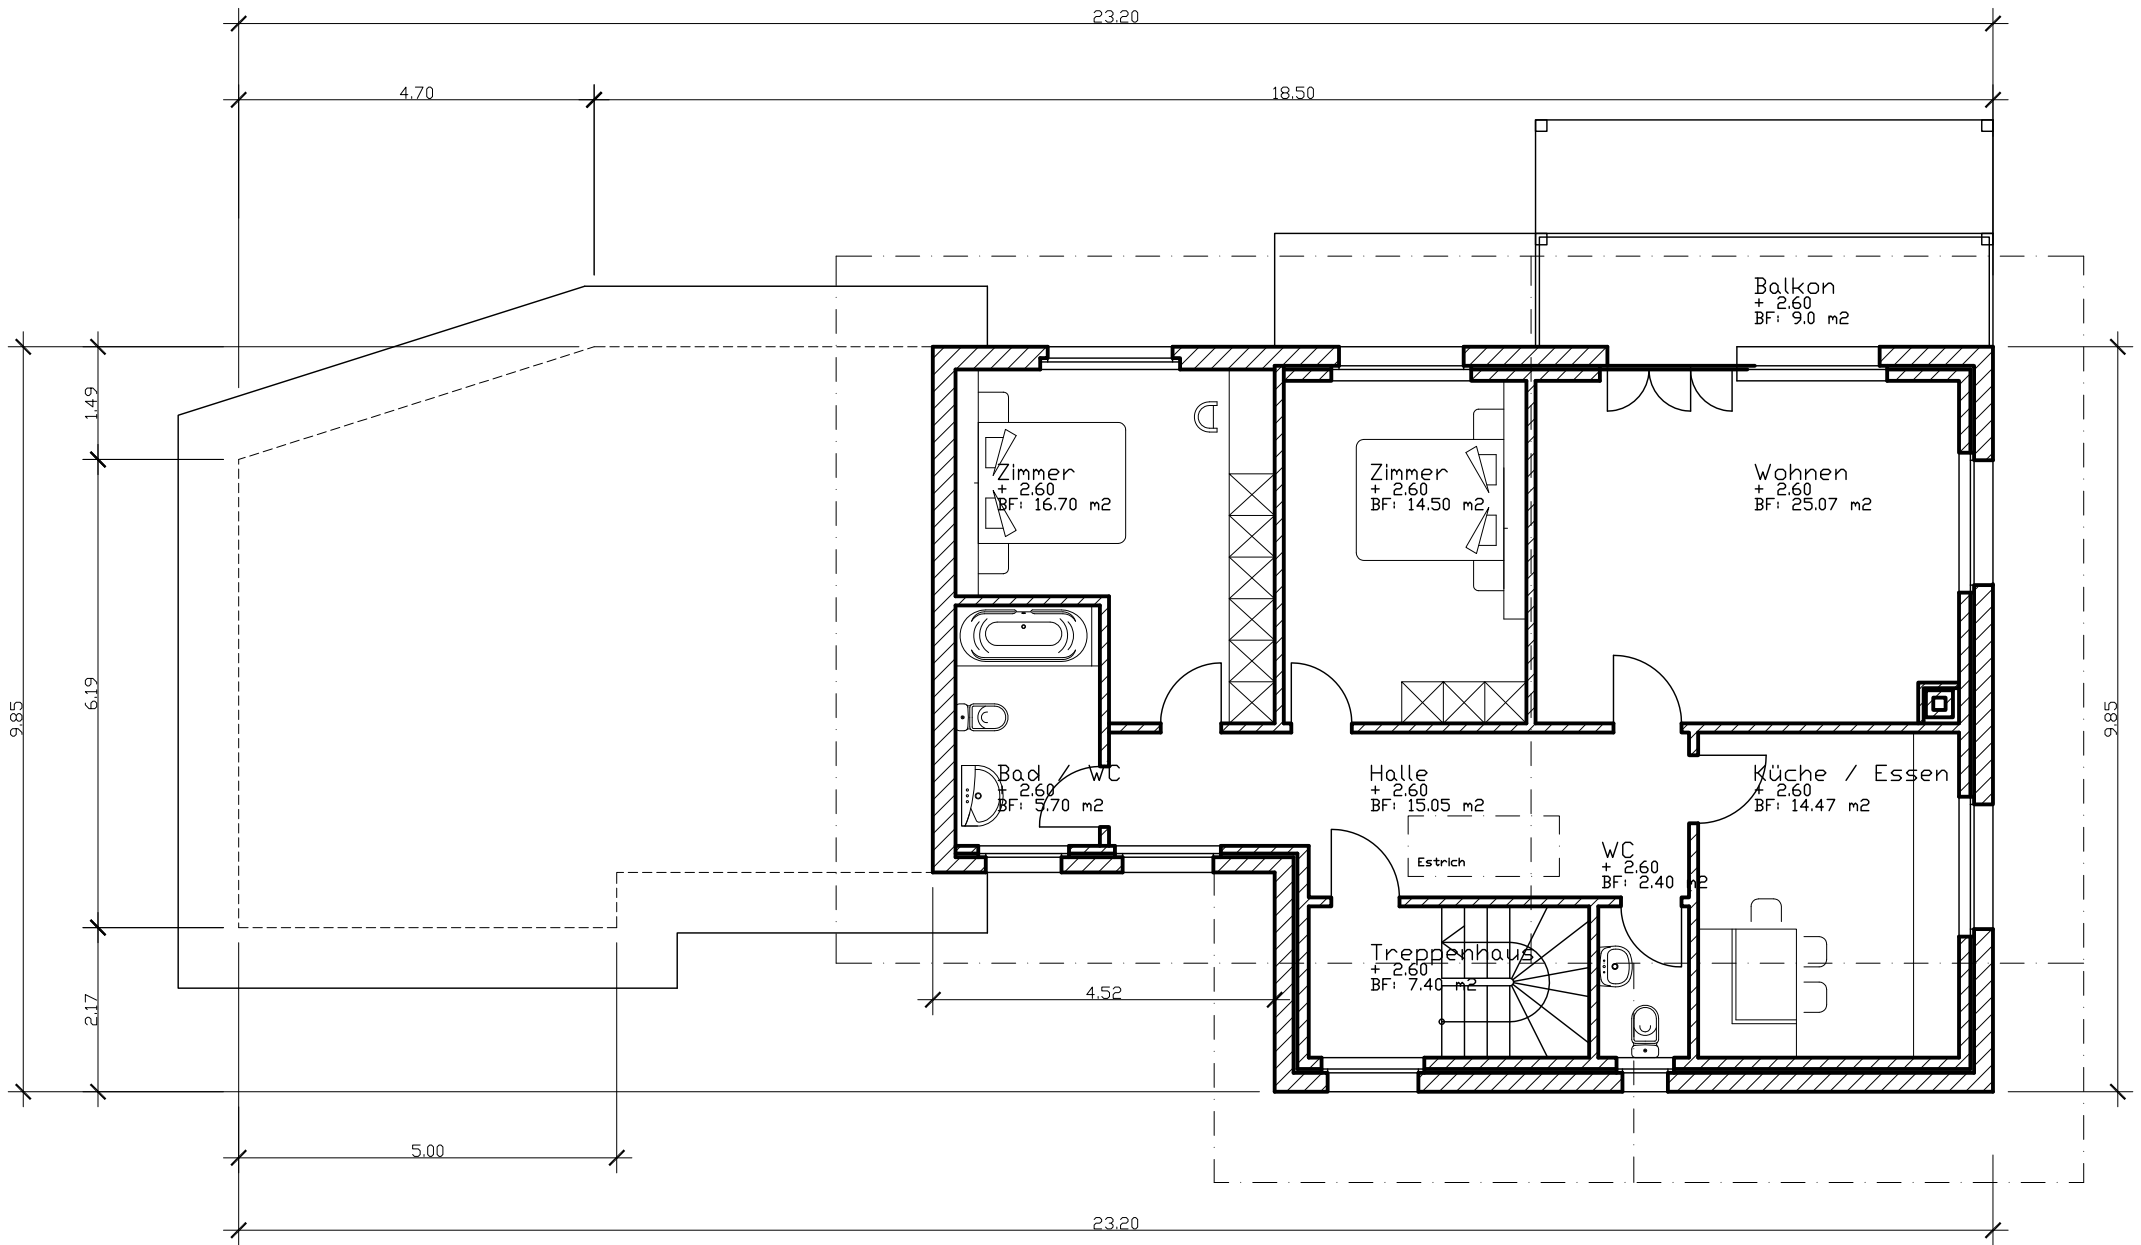 23.20
4.70
18.50
Balkon
+ 2.60
BF: 9.0 m2
1.49
Zimmer
+ 2.60
BF: 16.70 m2
Zimmer
+ 2.60
BF: 14.50 m2
Wohnen
+ 2.60
BF: 25.07 m2
9.85
6.19
9.85
Bad / WC
+ 2.60
BF: 5.70 m2
Halle
+ 2.60
BF: 15.05 m2
Küche / Essen
+ 2.60
BF: 14.47 m2
Estrich
WC
+ 2.60
BF: 2.40 m2
Treppenhaus
+ 2.60
BF: 7.40 m2
2.17
4.52
5.00
23.20